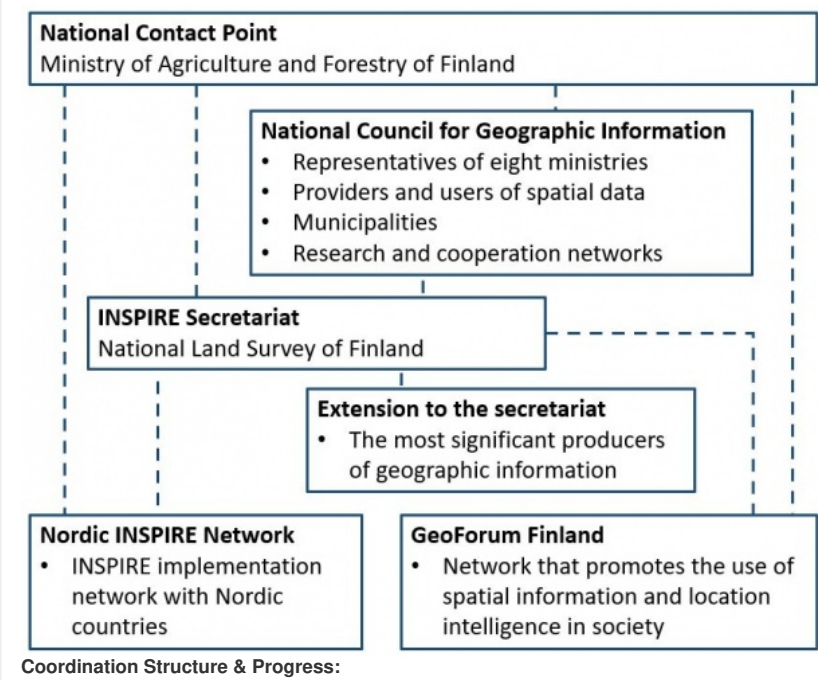 National Contact Point
Ministry of Agriculture and Forestry of Finland
National Council for Geographic Information
• Representatives of eight ministries
• Providers and users of spatial data
• Municipalities
• Research and cooperation networks
INSPIRE Secretariat
National Land Survey of Finland
Extension to the secretariat
• The most significant producers
of geographic information
Nordic INSPIRE Network
• INSPIRE implementation
network with Nordic
countries
GeoForum Finland
• Network that promotes the use of
spatial information and location
intelligence in society
Coordination Structure & Progress: